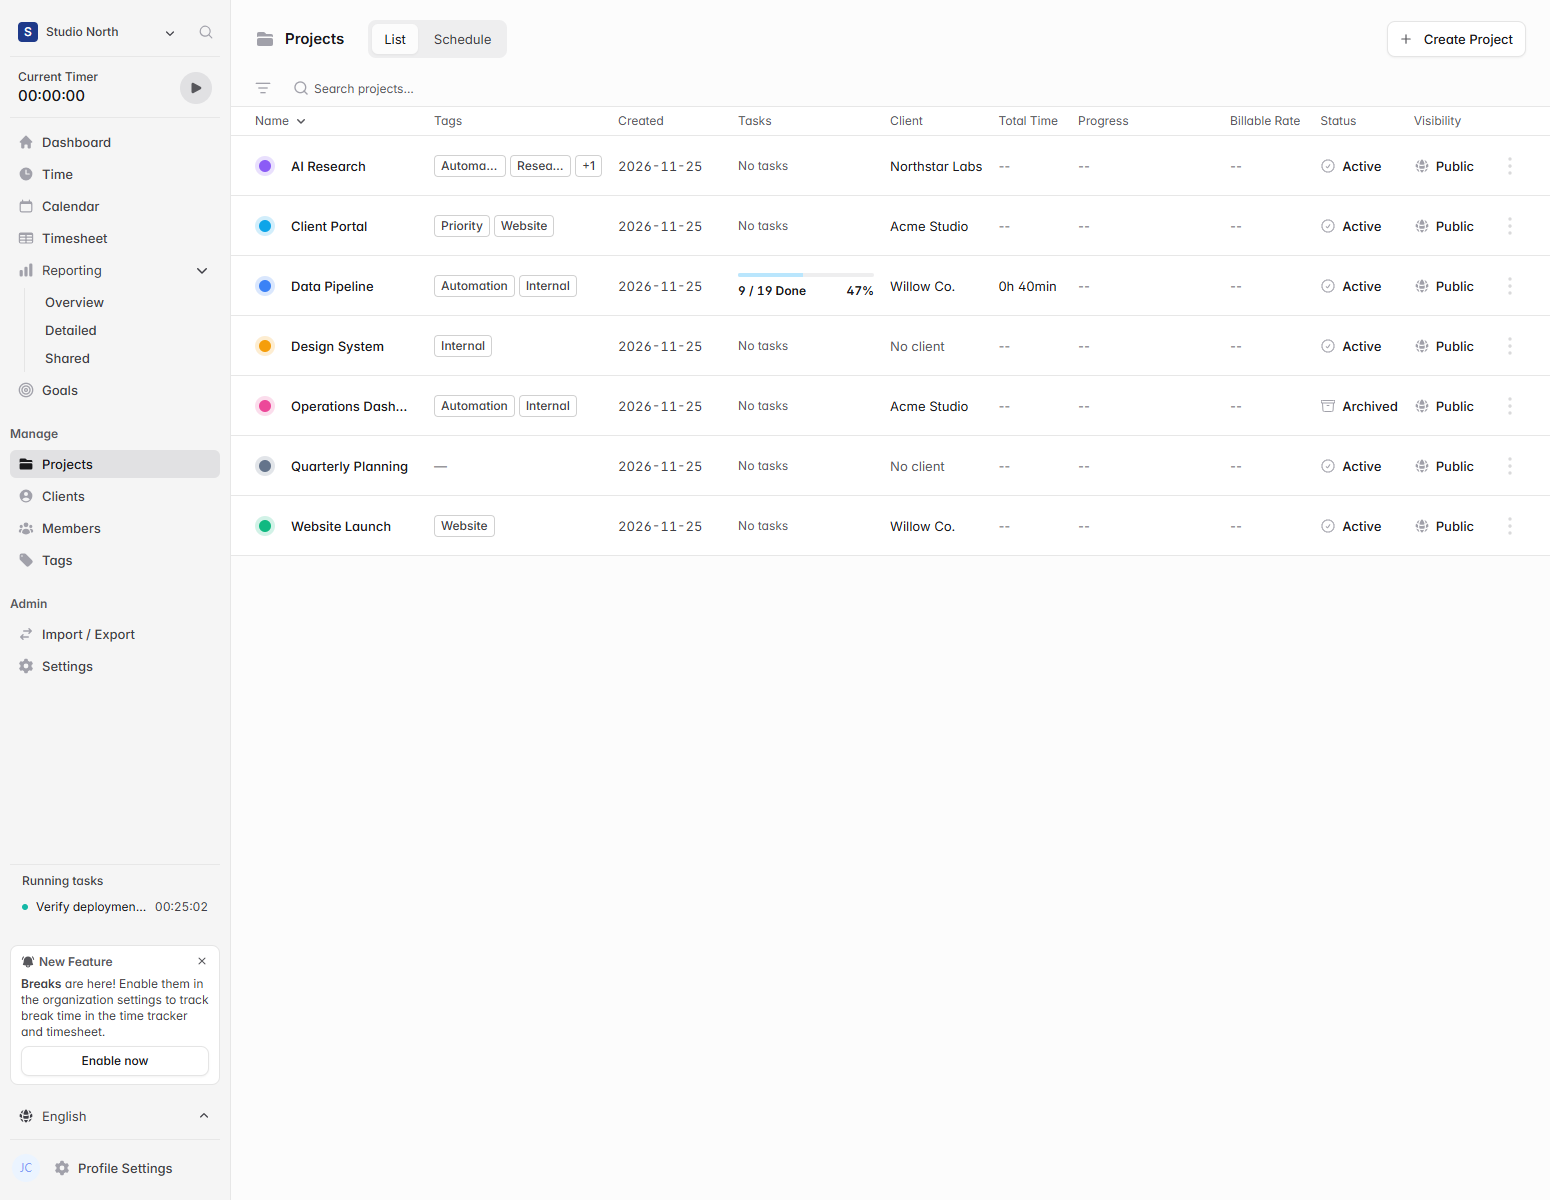 S Studio North
Current Timer
00:00:00
Dashboard
Time
Calendar
Timesheet
Reporting
Overview
Detailed
Shared
Goals
Manage
Projects
Clients
Members
Tags
Admin
Import / Export
Settings
Running tasks
Verify deploymen... 00:25:02
New Feature
Breaks are here! Enable them in
the organization settings to track
break time in the time tracker
and timesheet.
Enable now
English
JC Profile Settings
Projects List Schedule Create Project
Search projects...
Name Tags Created Tasks Client Total Time Progress Billable Rate Status Visibility
AI Research Automa... Resea... +1 2026-11-25 No tasks Northstar Labs -- -- -- Active Public
Client Portal Priority Website 2026-11-25 No tasks Acme Studio -- -- -- Active Public
Data Pipeline Automation Internal 2026-11-25 9 / 19 Done 47% Willow Co. 0h 40min -- -- Active Public
Design System Internal 2026-11-25 No tasks No client -- -- -- Active Public
Operations Dash... Automation Internal 2026-11-25 No tasks Acme Studio -- -- -- Archived Public
Quarterly Planning — 2026-11-25 No tasks No client -- -- -- Active Public
Website Launch Website 2026-11-25 No tasks Willow Co. -- -- -- Active Public